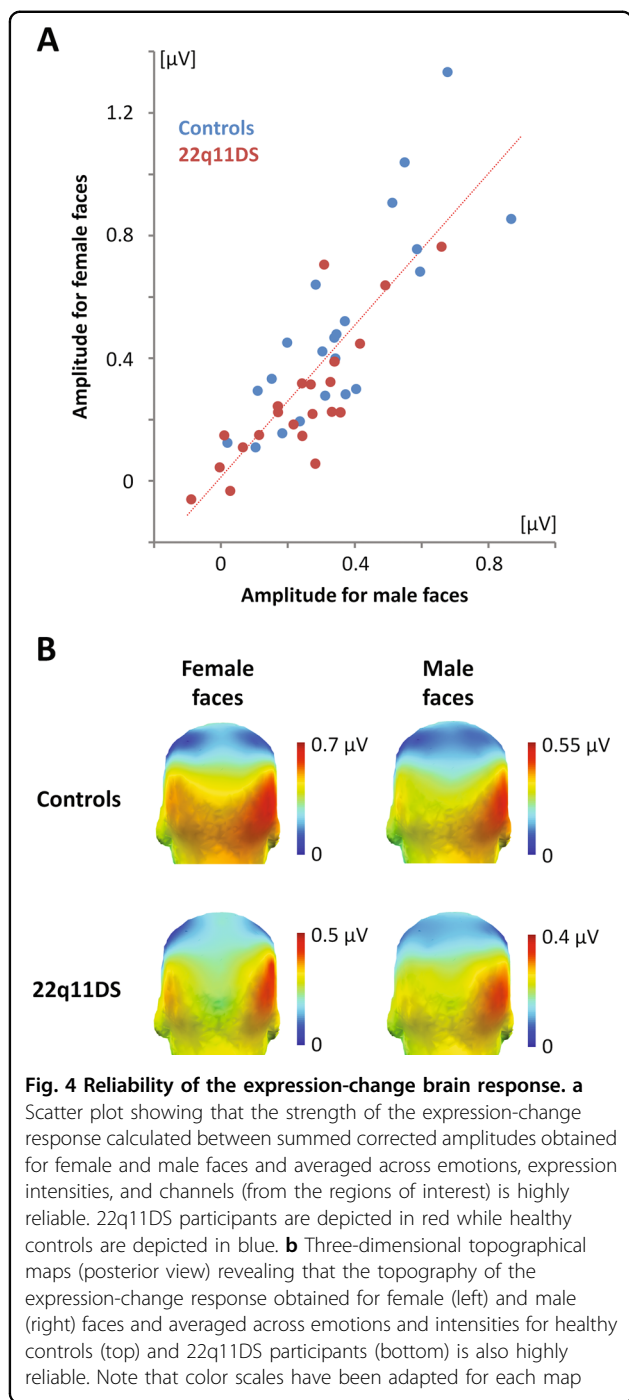 A
[µV]
1.2
Controls
22q11DS
0.8
Amplitude for female faces
0.4
0
[µV]
0 0.4 0.8
Amplitude for male faces
B
Female Male
faces faces
0.7 µV 0.55 µV
Controls
0 0
0.5 µV 0.4 µV
22q11DS
0 0
Fig. 4 Reliability of the expression-change brain response. a
Scatter plot showing that the strength of the expression-change
response calculated between summed corrected amplitudes obtained
for female and male faces and averaged across emotions, expression
intensities, and channels (from the regions of interest) is highly
reliable. 22q11DS participants are depicted in red while healthy
controls are depicted in blue. b Three-dimensional topographical
maps (posterior view) revealing that the topography of the
expression-change response obtained for female (left) and male
(right) faces and averaged across emotions and intensities for healthy
controls (top) and 22q11DS participants (bottom) is also highly
reliable. Note that color scales have been adapted for each map